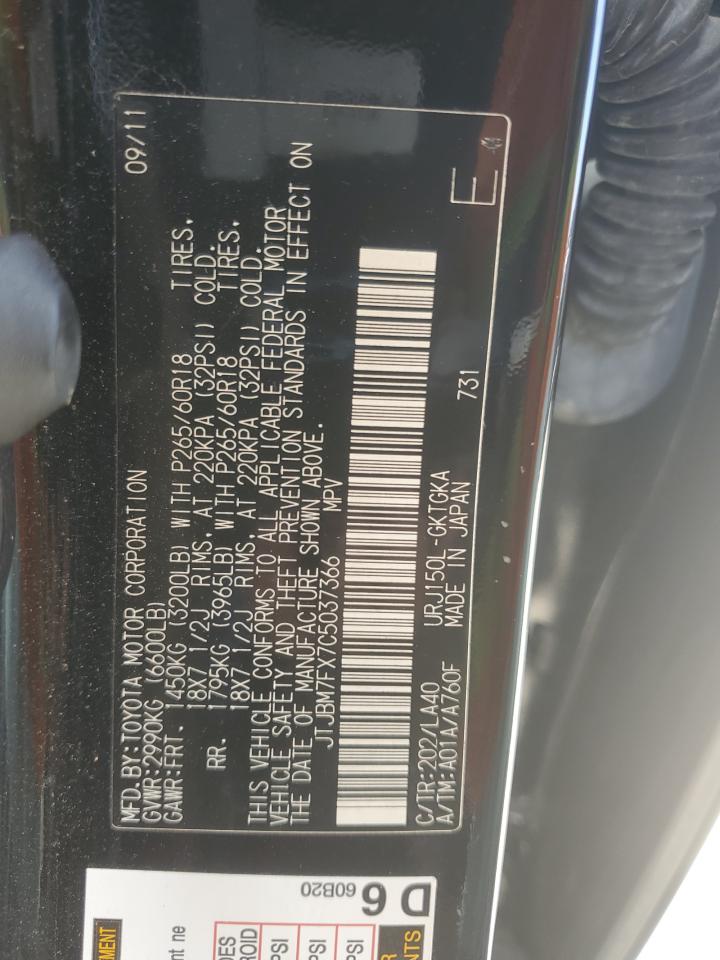 MFD. BY: TOYOTA MOTOR CORPORATION 09/11
GVWR: 2990KG (6600LB)
GAWR: FRT. 1450KG (3200LB) WITH P265/60R18 TIRES,
18X7 1/2J RIMS, AT 220KPA (32PSI) COLD.
RR. 1795KG (3965LB) WITH P265/60R18 TIRES,
18X7 1/2J RIMS, AT 220KPA (32PSI) COLD.
THIS VEHICLE CONFORMS TO ALL APPLICABLE FEDERAL MOTOR
VEHICLE SAFETY AND THEFT PREVENTION STANDARDS IN EFFECT ON
THE DATE OF MANUFACTURE SHOWN ABOVE.
JTJBM7FX7C5037366 MPV
C/TR: 202/LA40 URJ150L-GKTGKA
A/TM: A01A/A760F MADE IN JAPAN 731 E
D 6
60B20